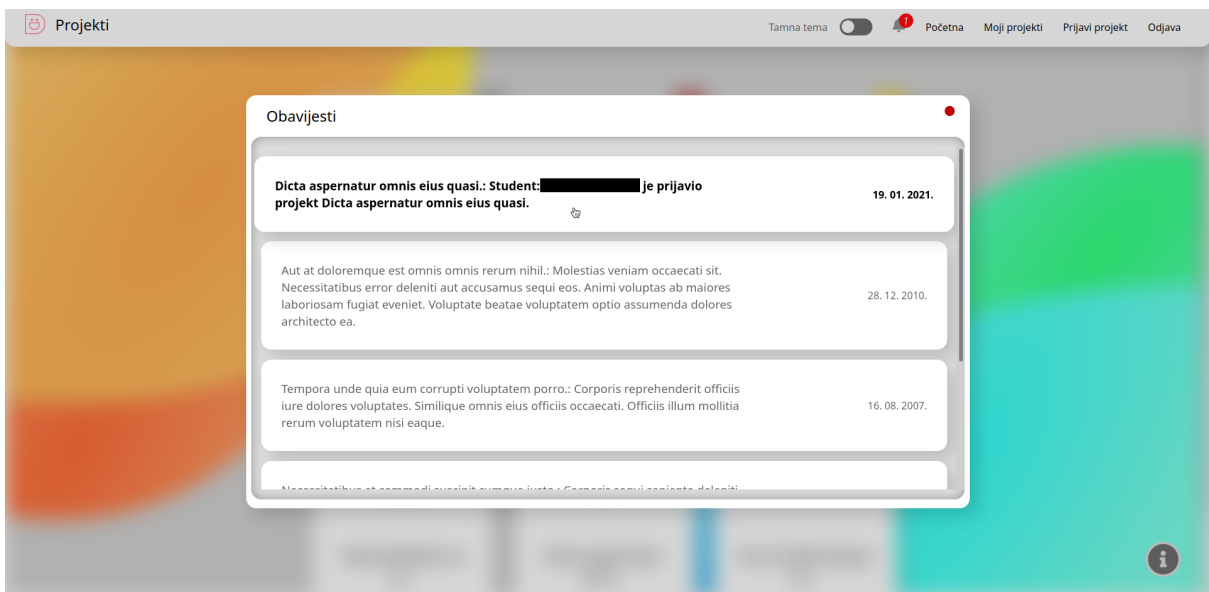 Projekti
Tamna tema
1
Početna
Moji projekti
Prijavi projekt
Odjava
Obavijesti
Dicta aspernatur omnis eius quasi.: Student: je prijavio
projekt Dicta aspernatur omnis eius quasi.
19. 01. 2021.
Aut at doloremque est omnis omnis rerum nihil.: Molestias veniam occaecati sit.
Necessitatibus error deleniti aut accusamus sequi eos. Animi voluptas ab maiores
laboriosam fugiat eveniet. Voluptate beatae voluptatem optio assumenda dolores
architecto ea.
28. 12. 2010.
Tempora unde quia eum corrupti voluptatem porro.: Corporis reprehenderit officiis
iure dolores voluptates. Similique omnis eius officiis occaecati. Officiis illum mollitia
rerum voluptatem nisi eaque.
16. 08. 2007.